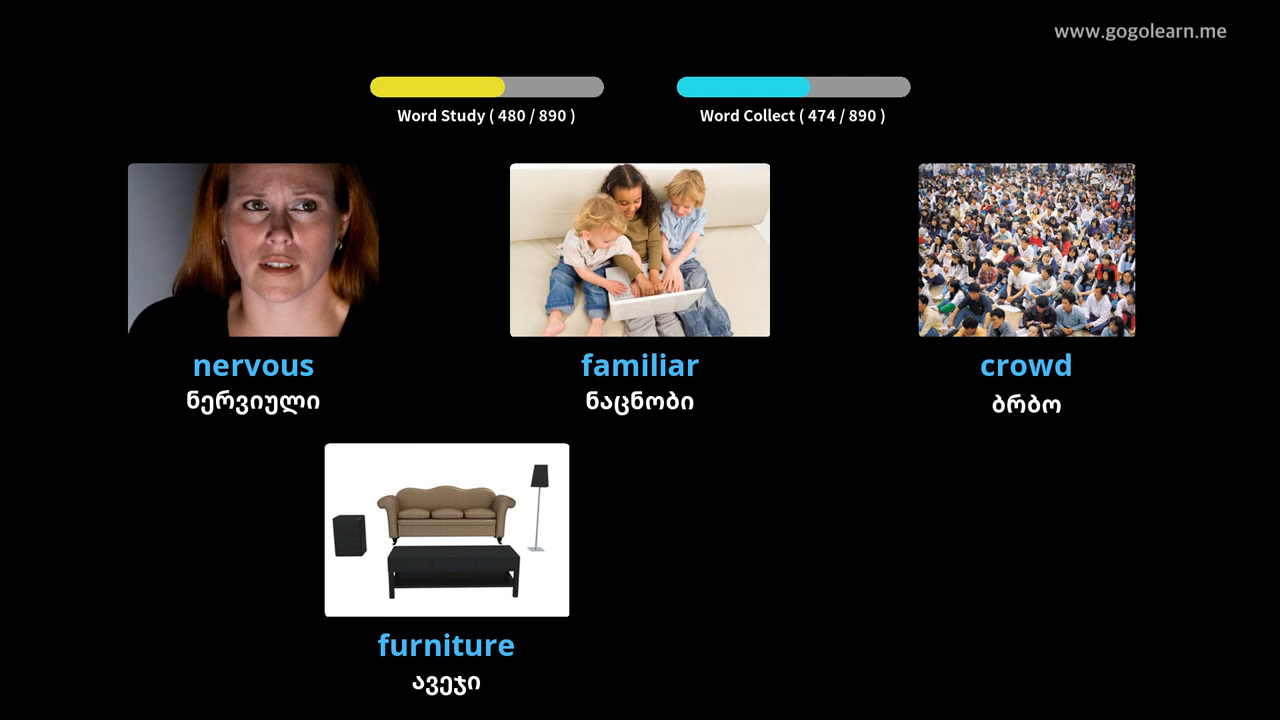 www.gogolearn.me
Word Study ( 480 / 890 )
Word Collect ( 474 / 890 )
nervous
ნერვიული
familiar
ნაცნობი
crowd
ბრბო
furniture
ავეჯი